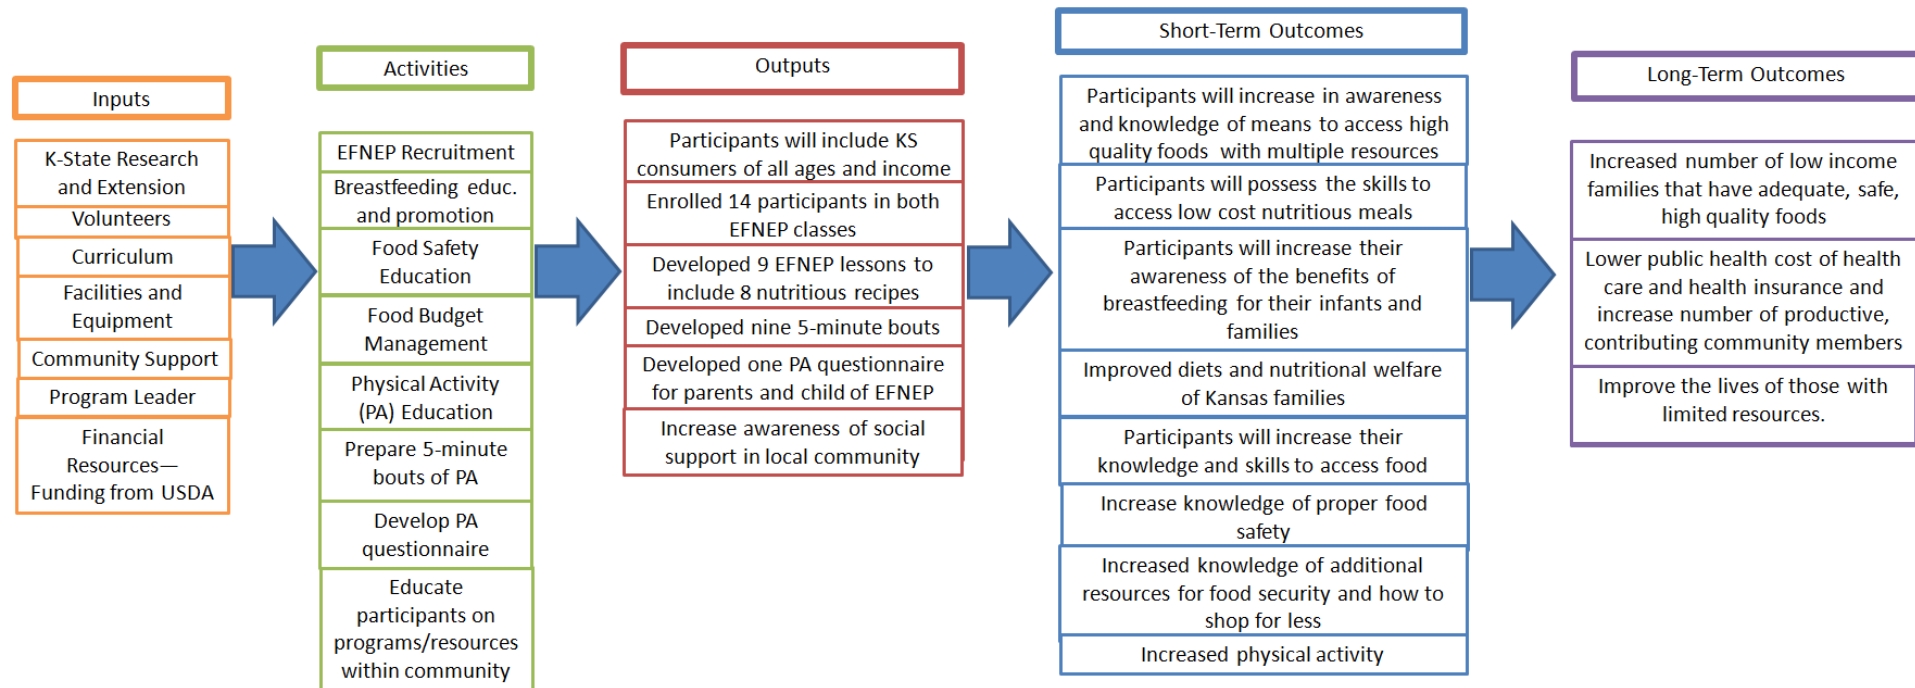 Inputs
K-State Research
and Extension
Volunteers
Curriculum
Facilities and
Equipment
Community Support
Program Leader
Financial
Resources—
Funding from USDA
Activities
EFNEP Recruitment
Breastfeeding educ.
and promotion
Food Safety
Education
Food Budget
Management
Physical Activity
(PA) Education
Prepare 5-minute
bouts of PA
Develop PA
questionnaire
Educate
participants on
programs/resources
within community
Outputs
Participants will include KS
consumers of all ages and income
Enrolled 14 participants in both
EFNEP classes
Developed 9 EFNEP lessons to
include 8 nutritious recipes
Developed nine 5-minute bouts
Developed one PA questionnaire
for parents and child of EFNEP
Increase awareness of social
support in local community
Short-Term Outcomes
Participants will increase in awareness
and knowledge of means to access high
quality foods with multiple resources
Participants will possess the skills to
access low cost nutritious meals
Participants will increase their
awareness of the benefits of
breastfeeding for their infants and
families
Improved diets and nutritional welfare
of Kansas families
Participants will increase their
knowledge and skills to access food
Increase knowledge of proper food
safety
Increased knowledge of additional
resources for food security and how to
shop for less
Increased physical activity
Long-Term Outcomes
Increased number of low income
families that have adequate, safe,
high quality foods
Lower public health cost of health
care and health insurance and
increase number of productive,
contributing community members
Improve the lives of those with
limited resources.